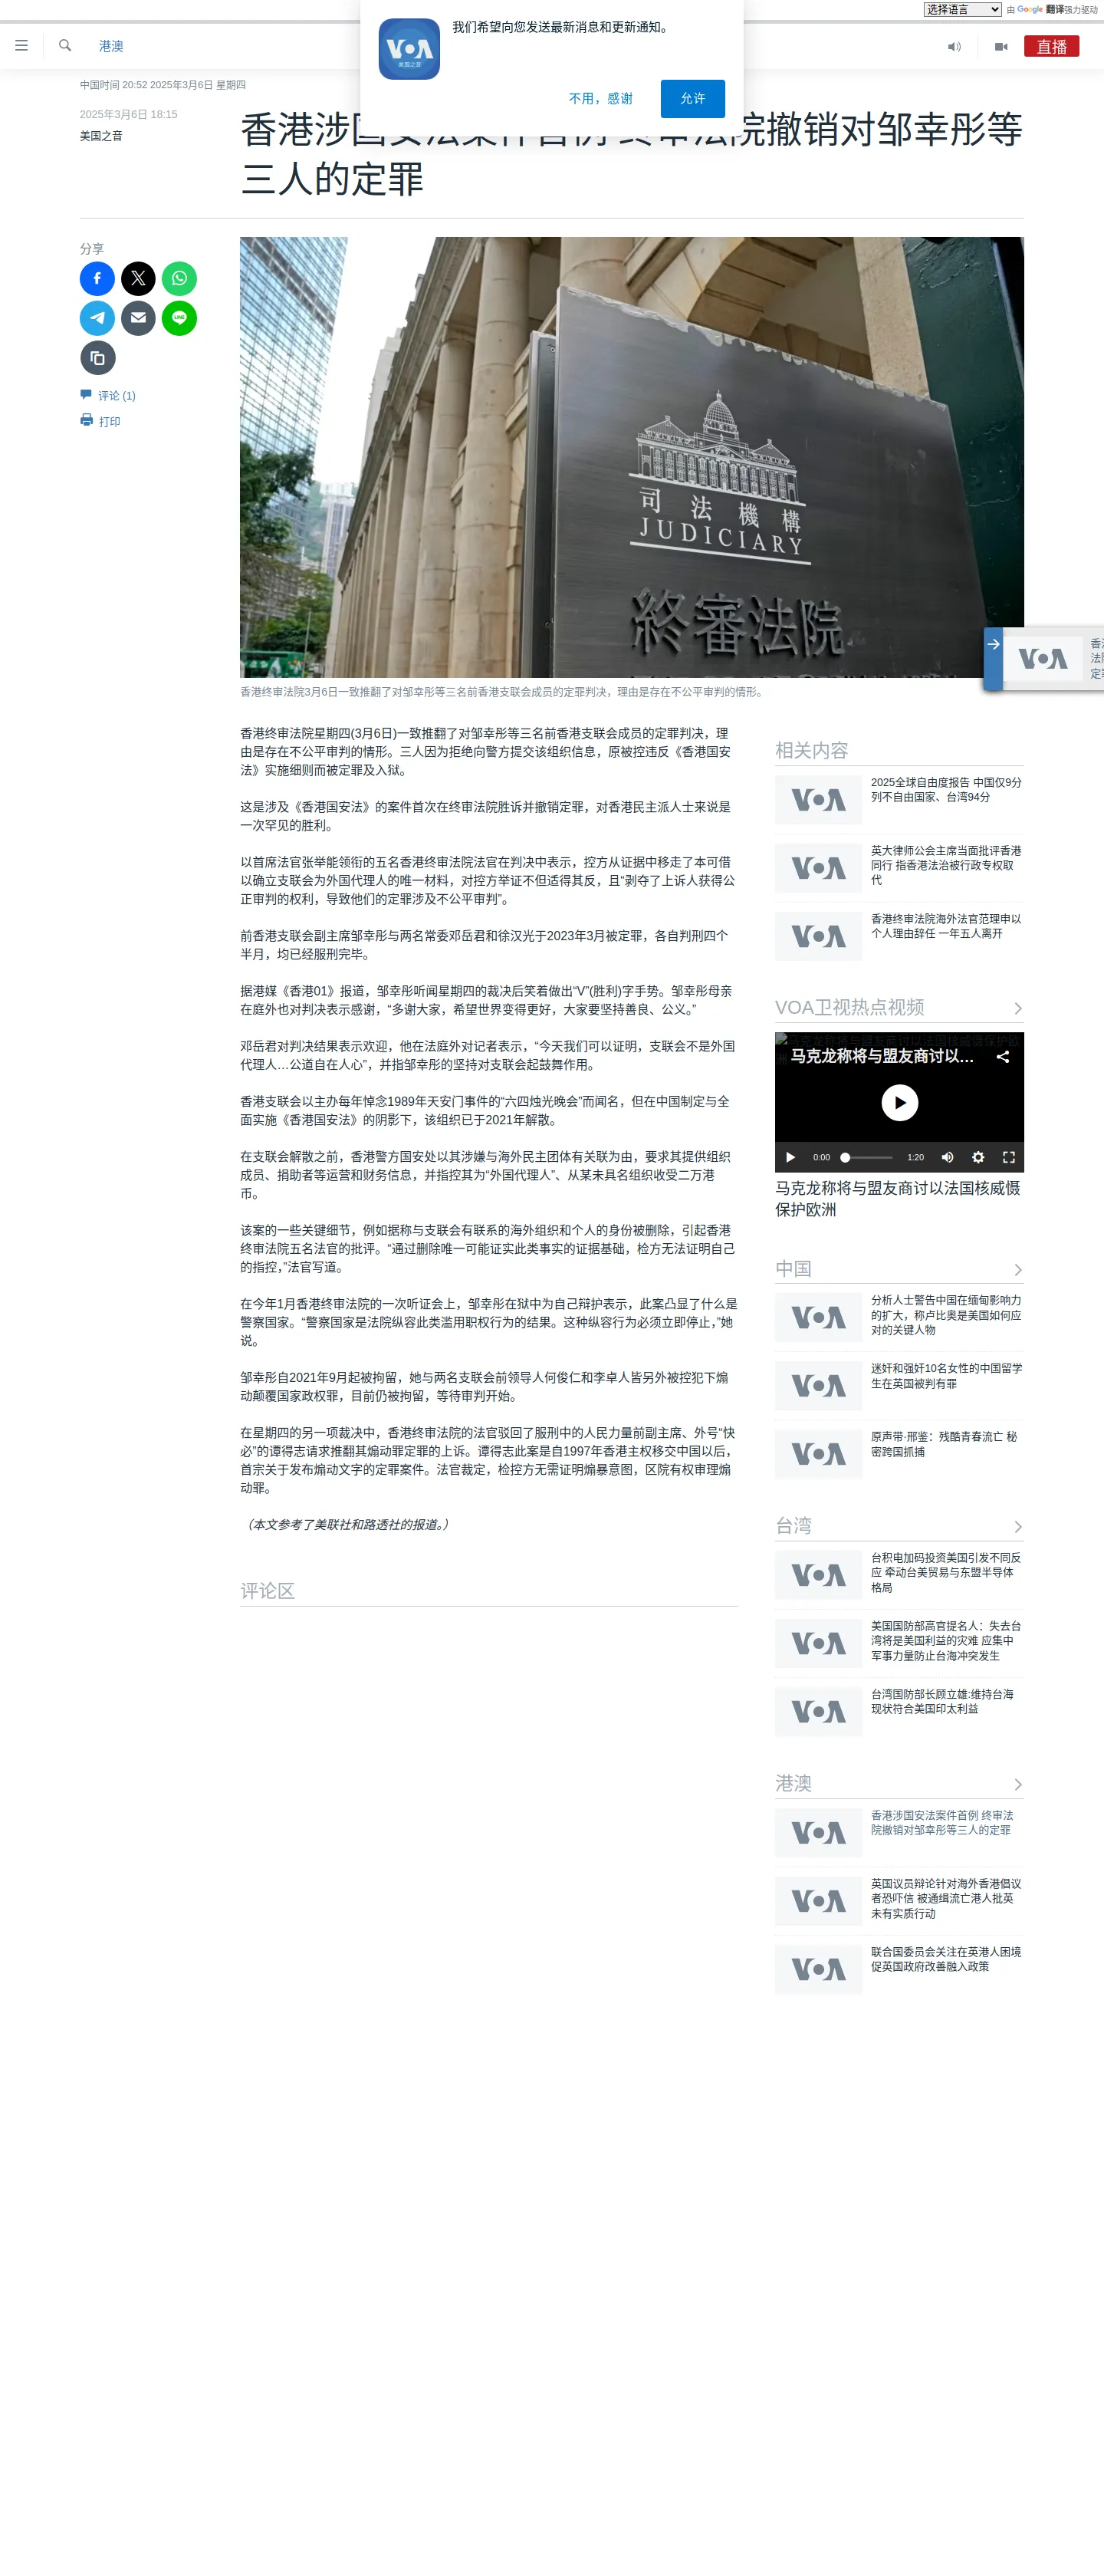 选择语言
由 Google 翻译强力驱动
我们希望向您发送最新消息和更新通知。
VOA
美国之音
不用，感谢
允许
港澳
直播
中国时间 20:52 2025年3月6日 星期四
2025年3月6日 18:15
美国之音
香港涉国安法案件首例 终审法院撤销对邹幸彤等
三人的定罪
分享
LINE
评论 (1)
打印
司法機構
JUDICIARY
終審法院
香港终审法院3月6日一致推翻了对邹幸彤等三名前香港支联会成员的定罪判决，理由是存在不公平审判的情形。
VOA
香港终审法院星期四(3月6日)一致推翻了对邹幸彤等三名前香港支联会成员的定罪判决，理
由是存在不公平审判的情形。三人因为拒绝向警方提交该组织信息，原被控违反《香港国安
法》实施细则而被定罪及入狱。
这是涉及《香港国安法》的案件首次在终审法院胜诉并撤销定罪，对香港民主派人士来说是
一次罕见的胜利。
以首席法官张举能领衔的五名香港终审法院法官在判决中表示，控方从证据中移走了本可借
以确立支联会为外国代理人的唯一材料，对控方举证不但适得其反，且“剥夺了上诉人获得公
正审判的权利，导致他们的定罪涉及不公平审判”。
前香港支联会副主席邹幸彤与两名常委邓岳君和徐汉光于2023年3月被定罪，各自判刑四个
半月，均已经服刑完毕。
据港媒《香港01》报道，邹幸彤听闻星期四的裁决后笑着做出“V”(胜利)字手势。邹幸彤母亲
在庭外也对判决表示感谢，“多谢大家，希望世界变得更好，大家要坚持善良、公义。”
邓岳君对判决结果表示欢迎，他在法庭外对记者表示，“今天我们可以证明，支联会不是外国
代理人…公道自在人心”，并指邹幸彤的坚持对支联会起鼓舞作用。
香港支联会以主办每年悼念1989年天安门事件的“六四烛光晚会”而闻名，但在中国制定与全
面实施《香港国安法》的阴影下，该组织已于2021年解散。
在支联会解散之前，香港警方国安处以其涉嫌与海外民主团体有关联为由，要求其提供组织
成员、捐助者等运营和财务信息，并指控其为“外国代理人”、从某未具名组织收受二万港
币。
该案的一些关键细节，例如据称与支联会有联系的海外组织和个人的身份被删除，引起香港
终审法院五名法官的批评。“通过删除唯一可能证实此类事实的证据基础，检方无法证明自己
的指控，”法官写道。
在今年1月香港终审法院的一次听证会上，邹幸彤在狱中为自己辩护表示，此案凸显了什么是
警察国家。“警察国家是法院纵容此类滥用职权行为的结果。这种纵容行为必须立即停止，”她
说。
邹幸彤自2021年9月起被拘留，她与两名支联会前领导人何俊仁和李卓人皆另外被控犯下煽
动颠覆国家政权罪，目前仍被拘留，等待审判开始。
在星期四的另一项裁决中，香港终审法院的法官驳回了服刑中的人民力量前副主席、外号“快
必”的谭得志请求推翻其煽动罪定罪的上诉。谭得志此案是自1997年香港主权移交中国以后，
首宗关于发布煽动文字的定罪案件。法官裁定，检控方无需证明煽暴意图，区院有权审理煽
动罪。
（本文参考了美联社和路透社的报道。）
评论区
相关内容
VOA
2025全球自由度报告 中国仅9分
列不自由国家、台湾94分
VOA
英大律师公会主席当面批评香港
同行 指香港法治被行政专权取
代
VOA
香港终审法院海外法官范理申以
个人理由辞任 一年五人离开
VOA卫视热点视频
马克龙称将与盟友商讨以…
0:00
1:20
马克龙称将与盟友商讨以法国核威慑
保护欧洲
中国
VOA
分析人士警告中国在缅甸影响力
的扩大，称卢比奥是美国如何应
对的关键人物
VOA
迷奸和强奸10名女性的中国留学
生在英国被判有罪
VOA
原声带·邢鉴：残酷青春流亡 秘
密跨国抓捕
台湾
VOA
台积电加码投资美国引发不同反
应 牵动台美贸易与东盟半导体
格局
VOA
美国国防部高官提名人：失去台
湾将是美国利益的灾难 应集中
军事力量防止台海冲突发生
VOA
台湾国防部长顾立雄:维持台海
现状符合美国印太利益
港澳
VOA
香港涉国安法案件首例 终审法
院撤销对邹幸彤等三人的定罪
VOA
英国议员辩论针对海外香港倡议
者恐吓信 被通缉流亡港人批英
未有实质行动
VOA
联合国委员会关注在英港人困境
促英国政府改善融入政策